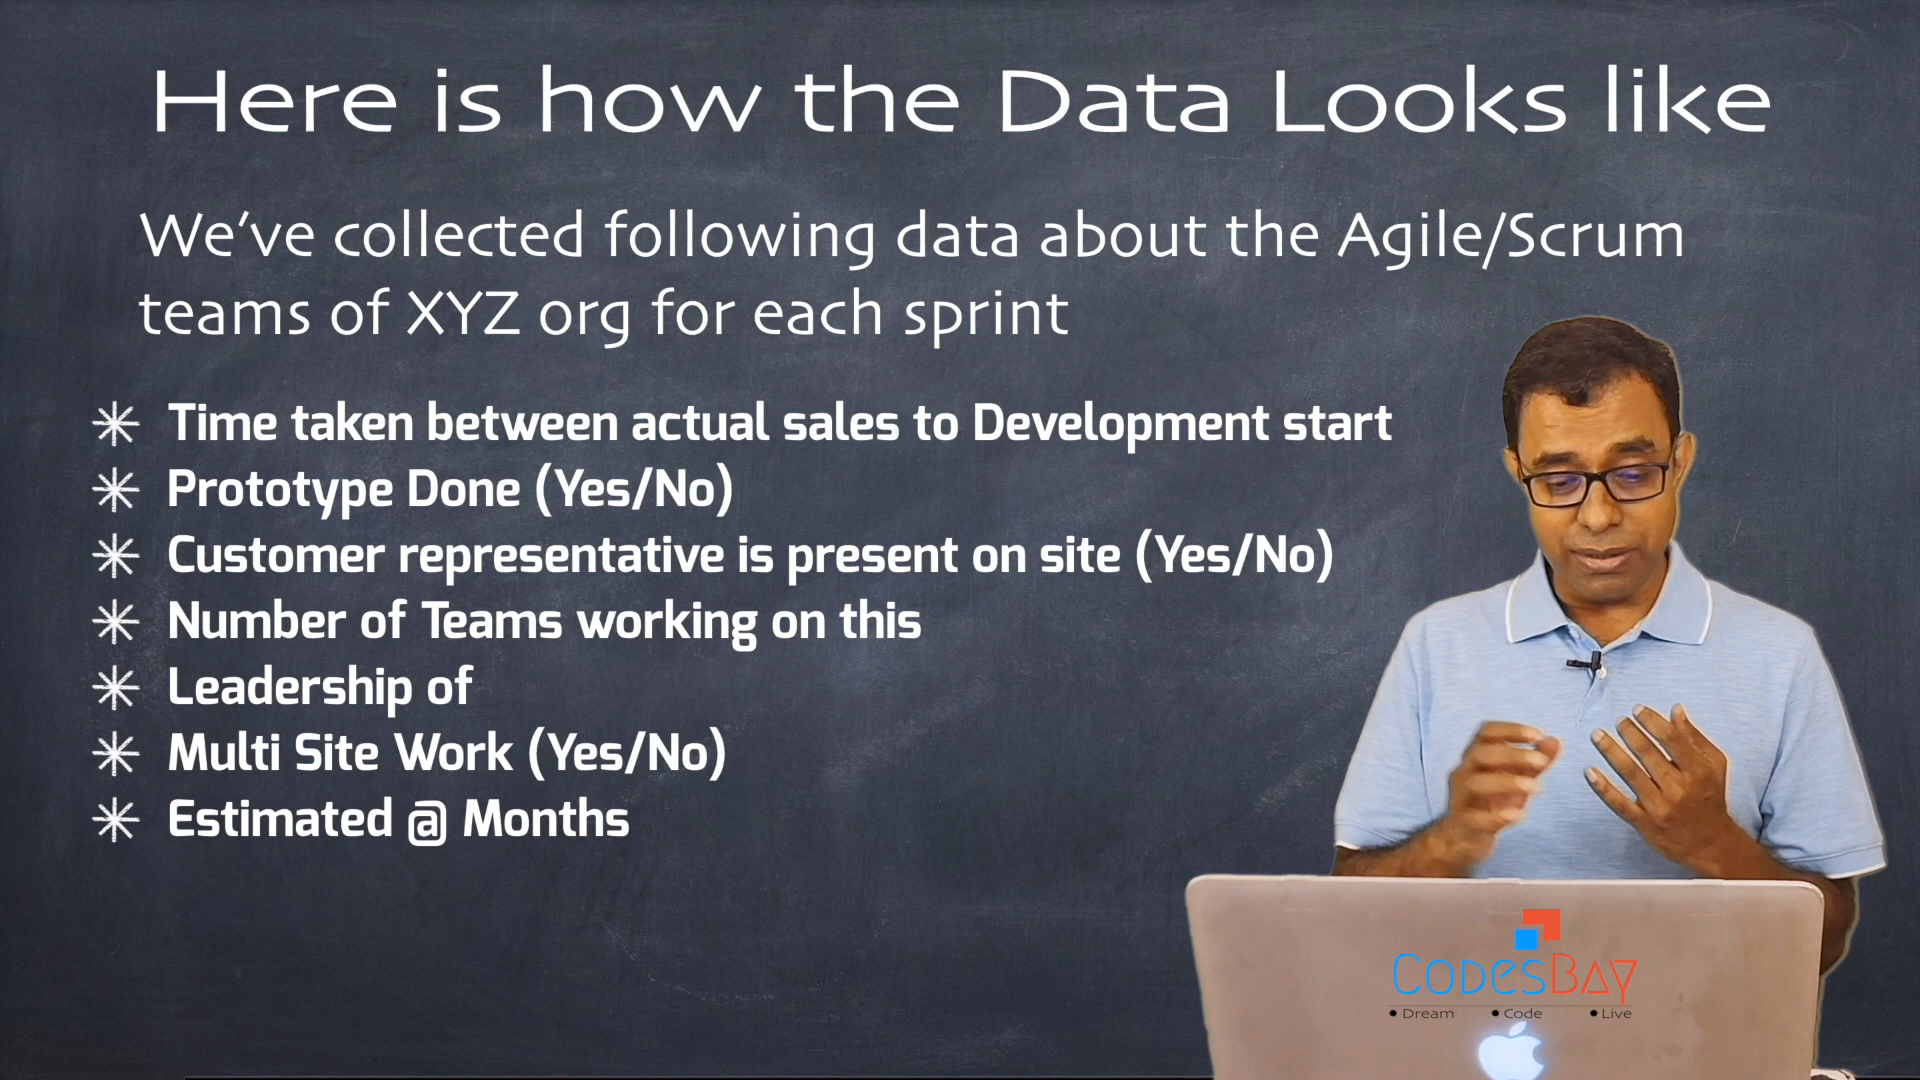 Here is how the Data Looks like
We've collected following data about the Agile/Scrum
teams of XYZ org for each sprint
Time taken between actual sales to Development start
Prototype Done (Yes/No)
Customer representative is present on site (Yes/No)
Number of Teams working on this
Leadership of
Multi Site Work (Yes/No)
Estimated @ Months
CodesBay
• Dream • Code • Live